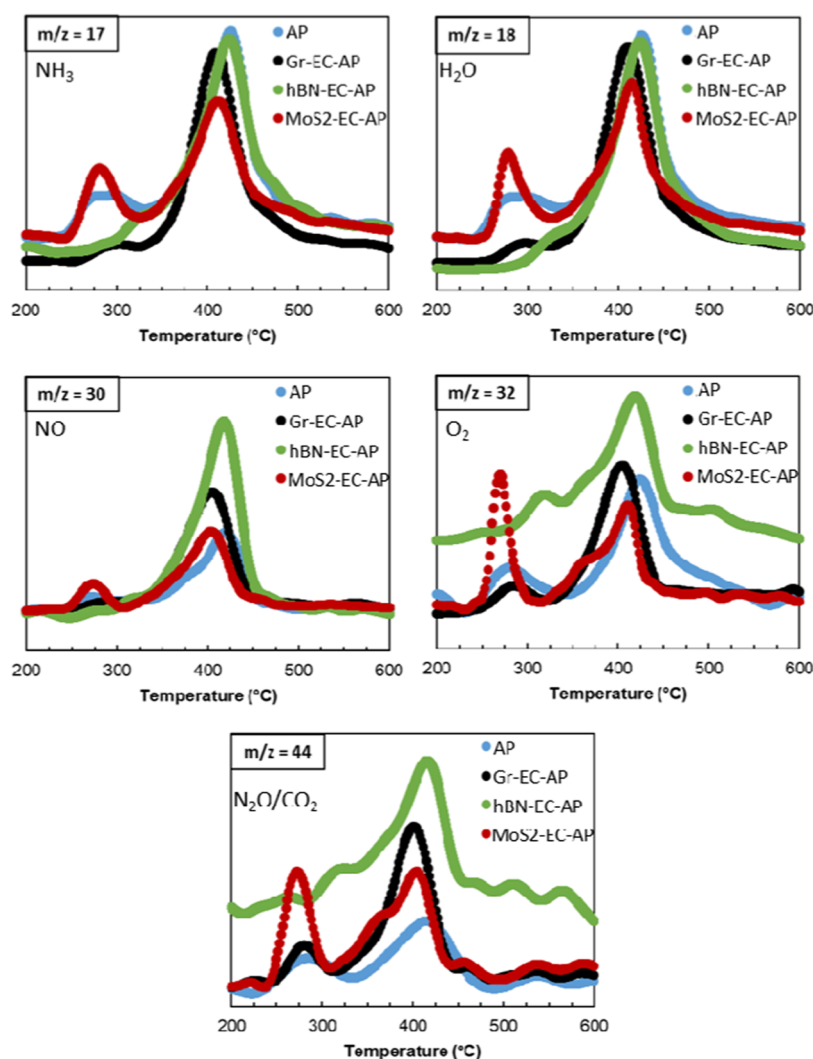 m/z = 17
NH₃
AP
Gr-EC-AP
hBN-EC-AP
MoS2-EC-AP
200 300 400 500 600
Temperature (°C)
m/z = 18
H₂O
AP
Gr-EC-AP
hBN-EC-AP
MoS2-EC-AP
200 300 400 500 600
Temperature (°C)
m/z = 30
NO
AP
Gr-EC-AP
hBN-EC-AP
MoS2-EC-AP
200 300 400 500 600
Temperature (°C)
m/z = 32
O₂
AP
Gr-EC-AP
hBN-EC-AP
MoS2-EC-AP
200 300 400 500 600
Temperature (°C)
m/z = 44
N₂O/CO₂
AP
Gr-EC-AP
hBN-EC-AP
MoS2-EC-AP
200 300 400 500 600
Temperature (°C)